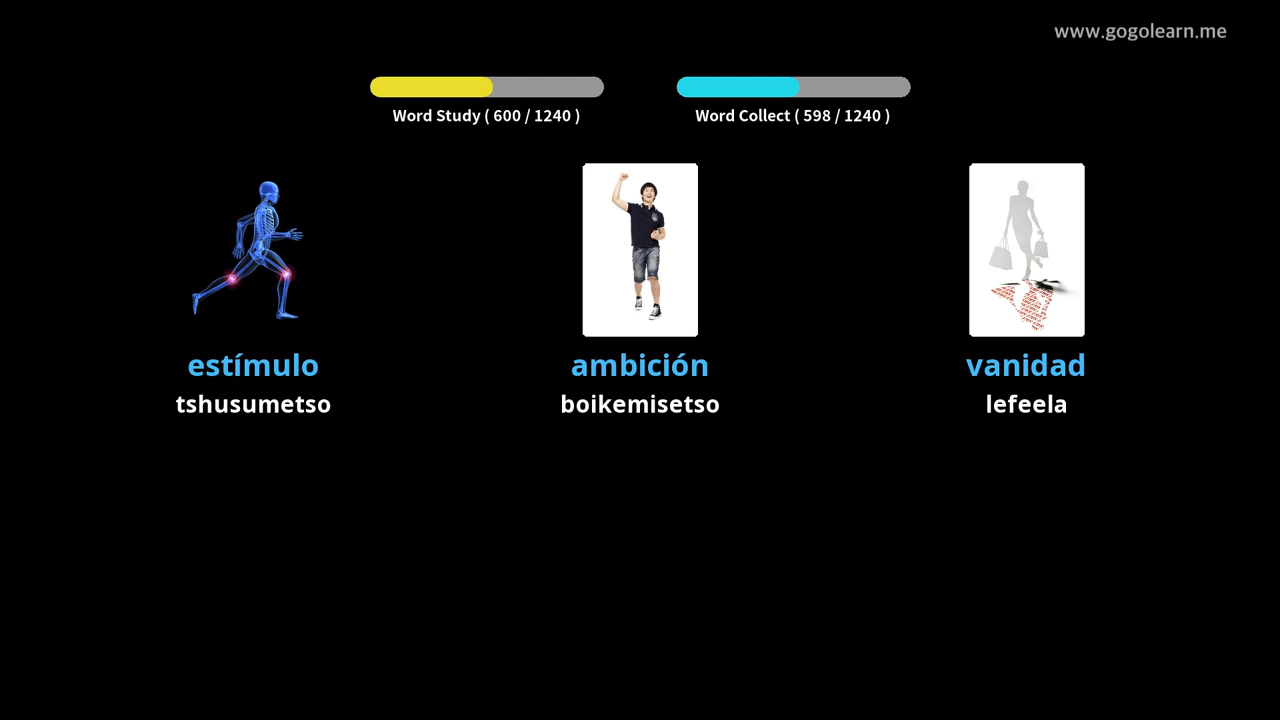 www.gogolearn.me
Word Study ( 600 / 1240 )
Word Collect ( 598 / 1240 )
estímulo
tshusumetso
ambición
boikemisetso
vanidad
lefeela